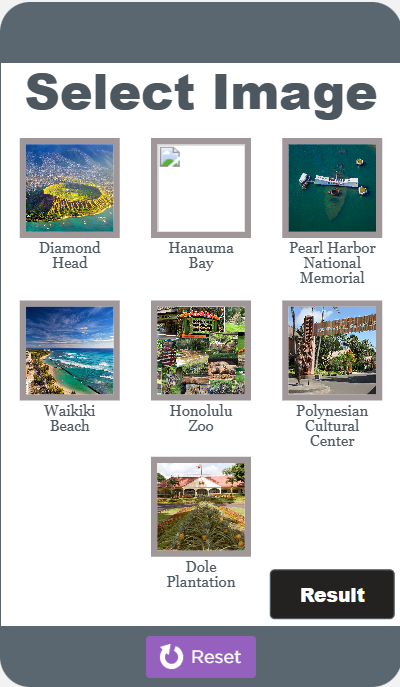 Select Image
Diamond
Head
Hanauma
Bay
Pearl Harbor
National
Memorial
Waikiki
Beach
Honolulu
Zoo
Polynesian
Cultural
Center
Dole
Plantation
Result
Reset